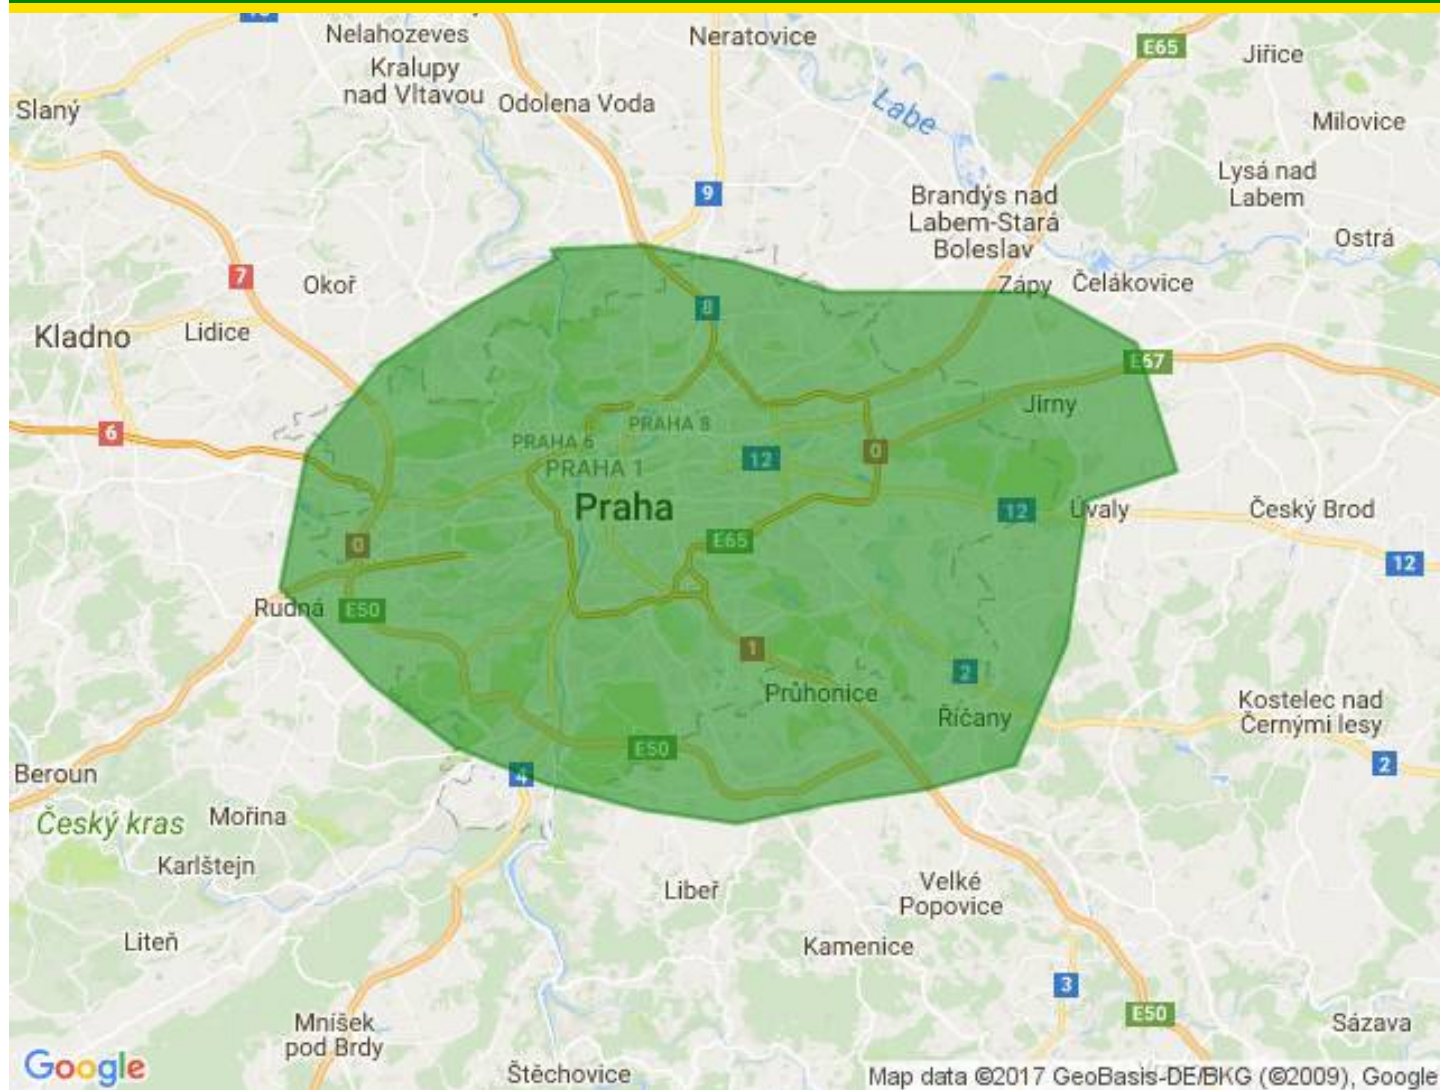 Nelahozeves
Neratovice
E65
Jiřice
Kralupy
nad Vltavou
Odolena Voda
Slaný
Labe
Milovice
Lysá nad
Labem
9
Brandýs nad
Labem-Stará
Boleslav
Ostrá
7
Okoř
Zápy
Čelákovice
8
Kladno
Lidice
E67
Jirny
6
PRAHA 8
PRAHA 6
PRAHA 1
12
0
Praha
12
Úvaly
Český Brod
0
E65
12
Rudná
E50
1
2
Průhonice
Říčany
Kostelec nad
Černými lesy
E50
2
Beroun
4
Český kras
Mořina
Karlštejn
Libeř
Velké
Popovice
Liteň
Kamenice
3
E50
Mníšek
pod Brdy
Sázava
Google
Štěchovice
Map data ©2017 GeoBasis-DE/BKG (©2009), Google